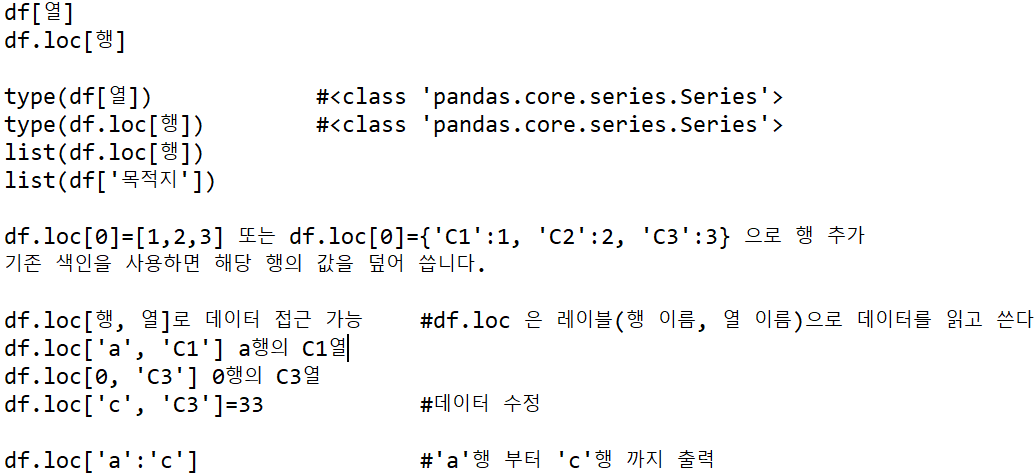 df[열]
df.loc[행]
type(df[열]) #<class 'pandas.core.series.Series'>
type(df.loc[행]) #<class 'pandas.core.series.Series'>
list(df.loc[행])
list(df['목적지'])
df.loc[0]=[1,2,3] 또는 df.loc[0]={'C1':1, 'C2':2, 'C3':3} 으로 행 추가
기존 색인을 사용하면 해당 행의 값을 덮어 씁니다.
df.loc[행, 열]로 데이터 접근 가능 #df.loc 은 레이블(행 이름, 열 이름)으로 데이터를 읽고 쓴다
df.loc['a', 'C1'] a행의 C1열
df.loc[0, 'C3'] 0행의 C3열
df.loc['c', 'C3']=33 #데이터 수정
df.loc['a':'c'] #'a'행 부터 'c'행 까지 출력